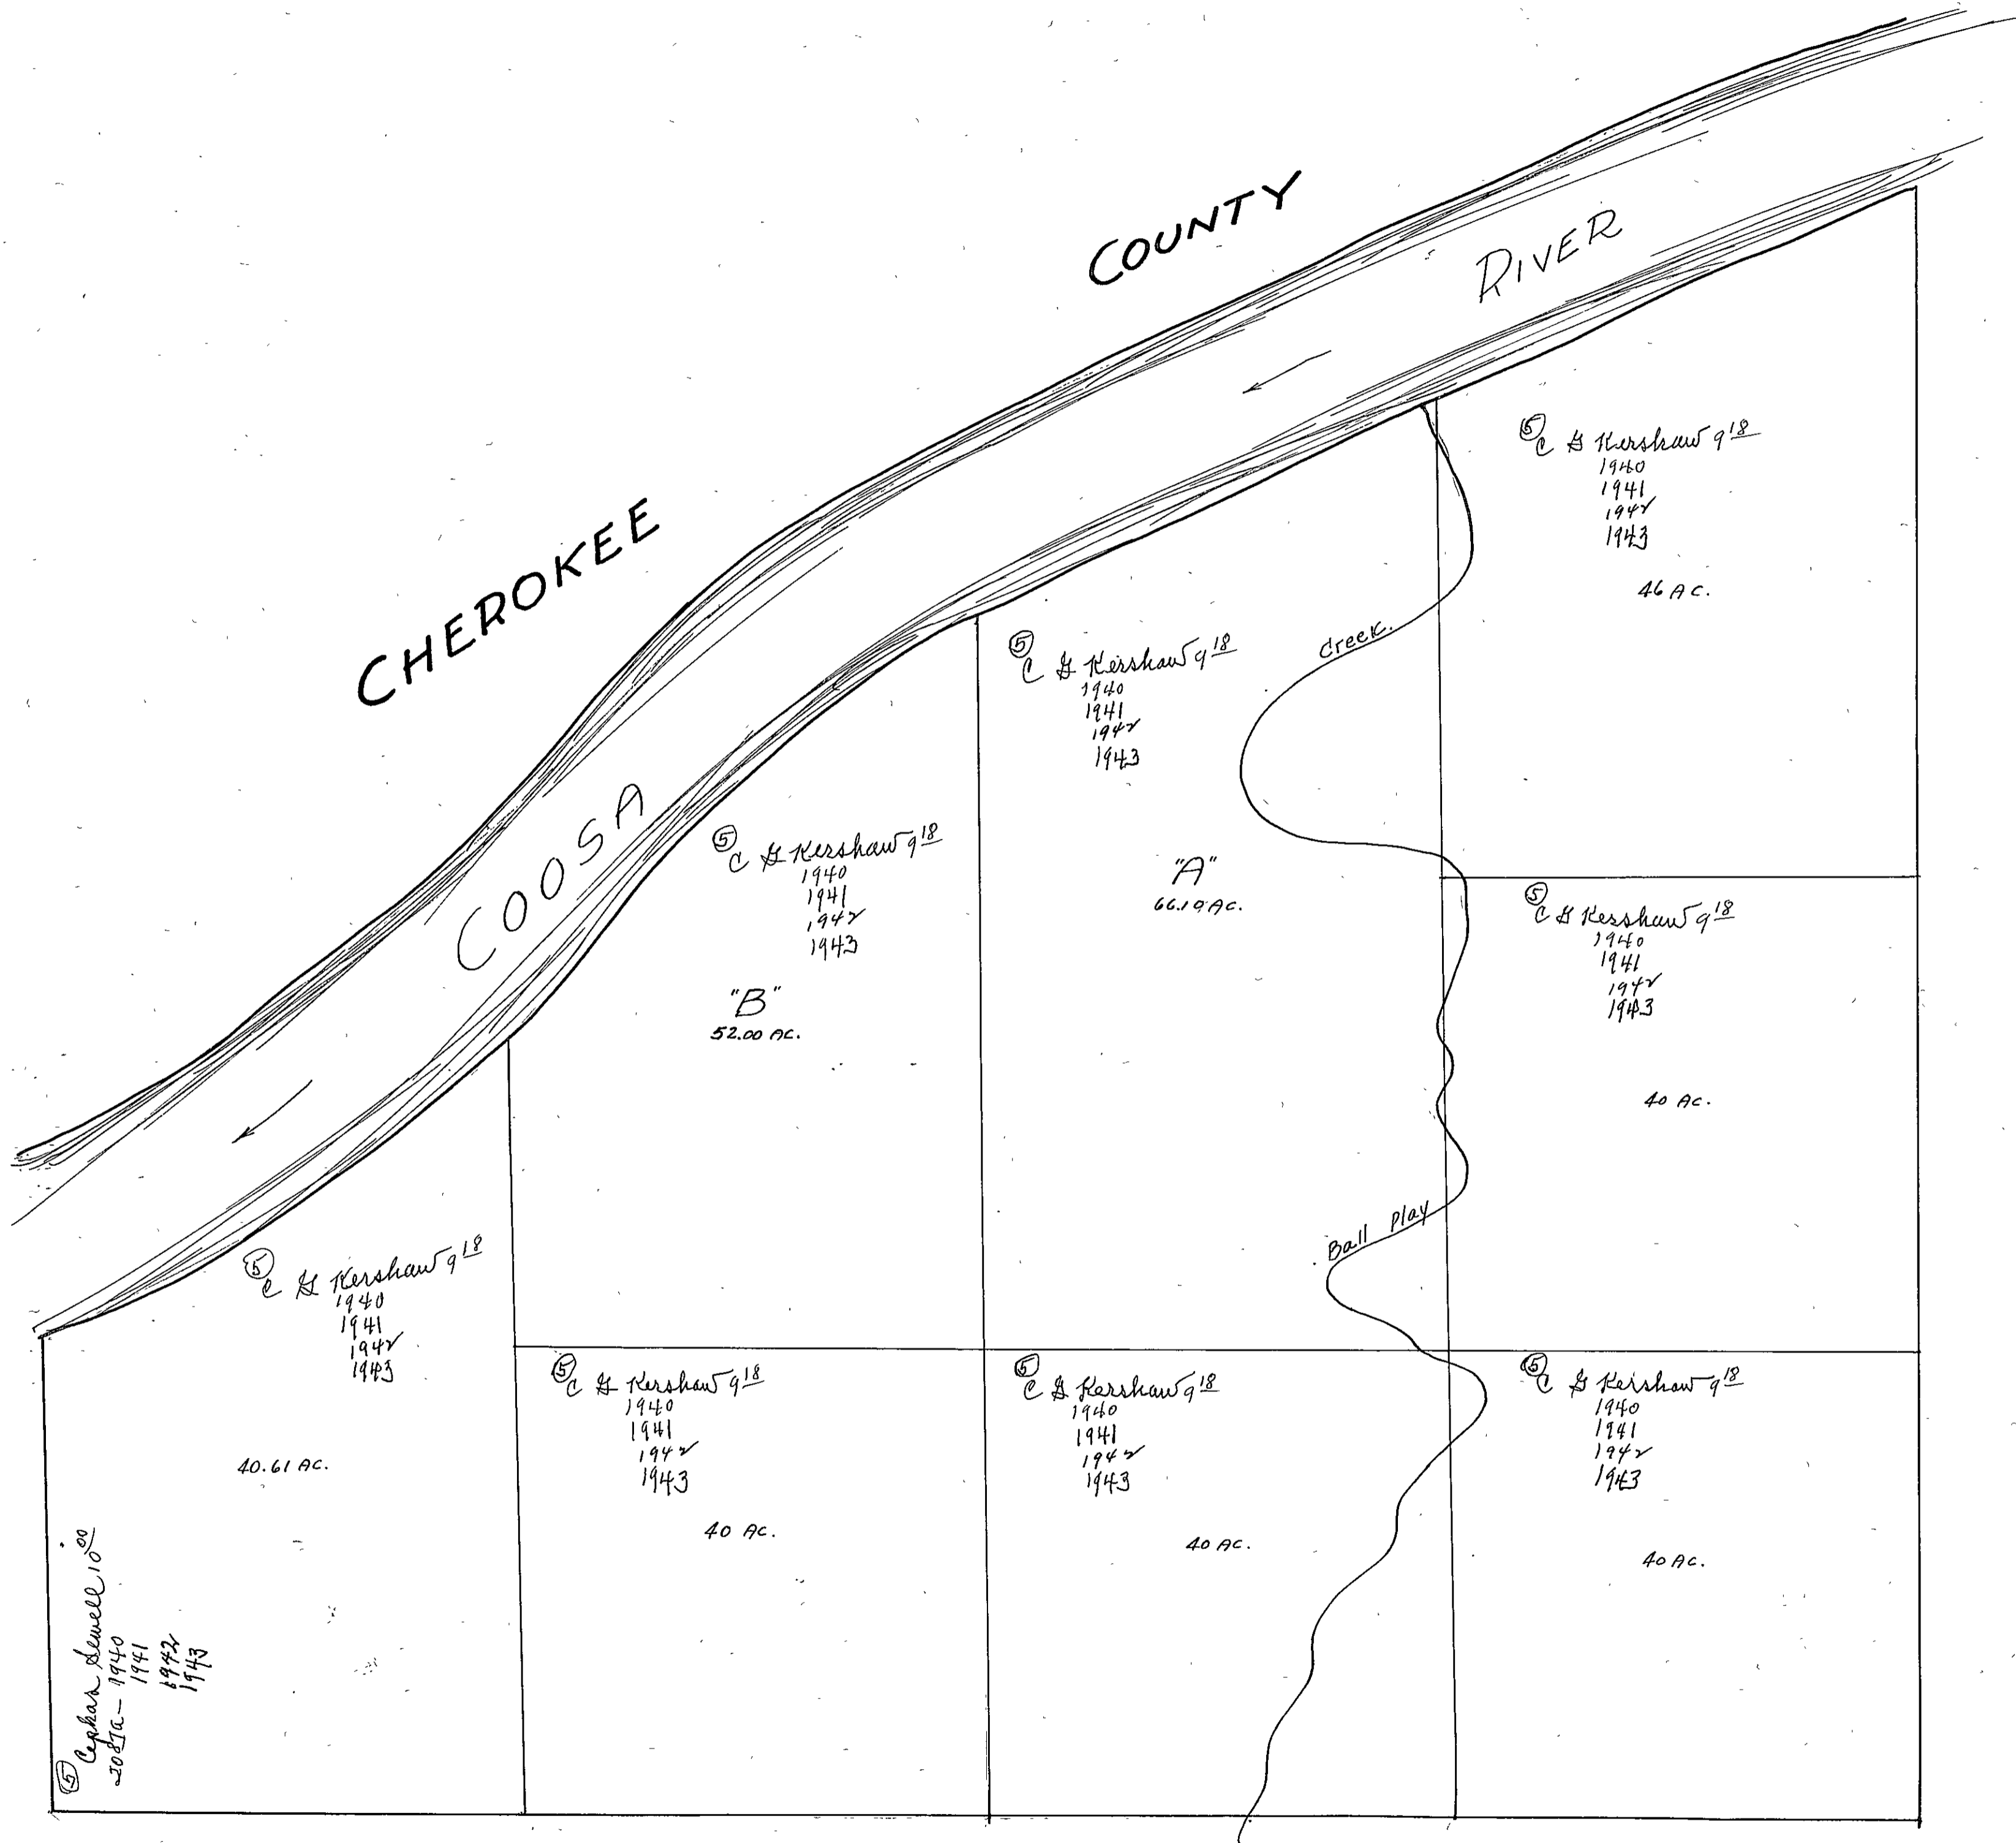 COUNTY
RIVER
CHEROKEE
COOSA
⑤
C G Kershaw 9 18
1940
1941
1942
1943
46 AC.
Creek.
⑤
C G Kershaw 9 18
1940
1941
1942
1943
"A"
66.19 AC.
⑤
C G Kershaw 9 18
1940
1941
1942
1943
"B"
52.00 AC.
⑤
C G Kershaw 9 18
1940
1941
1942
1943
40 AC.
Ball Play
⑤
C G Kershaw 9 18
1940
1941
1942
1943
40.61 AC.
⑤
C G Kershaw 9 18
1940
1941
1942
1943
40 AC.
⑤
C G Kershaw 9 18
1940
1941
1942
1943
40 AC.
⑤
C G Kershaw 9 18
1940
1941
1942
1943
40 AC.
⑤ Cephas Sewell 10 00
1940
1941
1942
1943